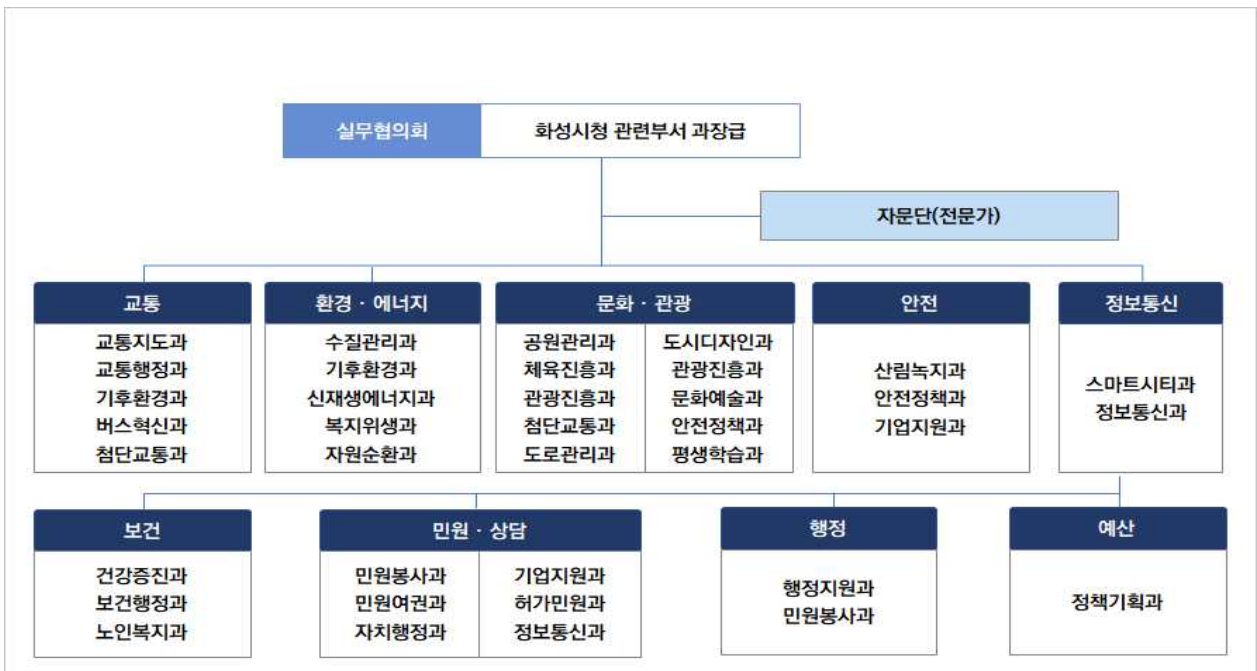 실무협의회 화성시청 관련부서 과장급
자문단(전문가)
교통
교통지도과
교통행정과
기후환경과
버스혁신과
첨단교통과
환경 · 에너지
수질관리과
기후환경과
신재생에너지과
복지위생과
자원순환과
문화 · 관광
공원관리과
체육진흥과
관광진흥과
첨단교통과
도로관리과
도시디자인과
관광진흥과
문화예술과
안전정책과
평생학습과
안전
산림녹지과
안전정책과
기업지원과
정보통신
스마트시티과
정보통신과
보건
건강증진과
보건행정과
노인복지과
민원 · 상담
민원봉사과
민원여권과
자치행정과
기업지원과
허가민원과
정보통신과
행정
행정지원과
민원봉사과
예산
정책기획과